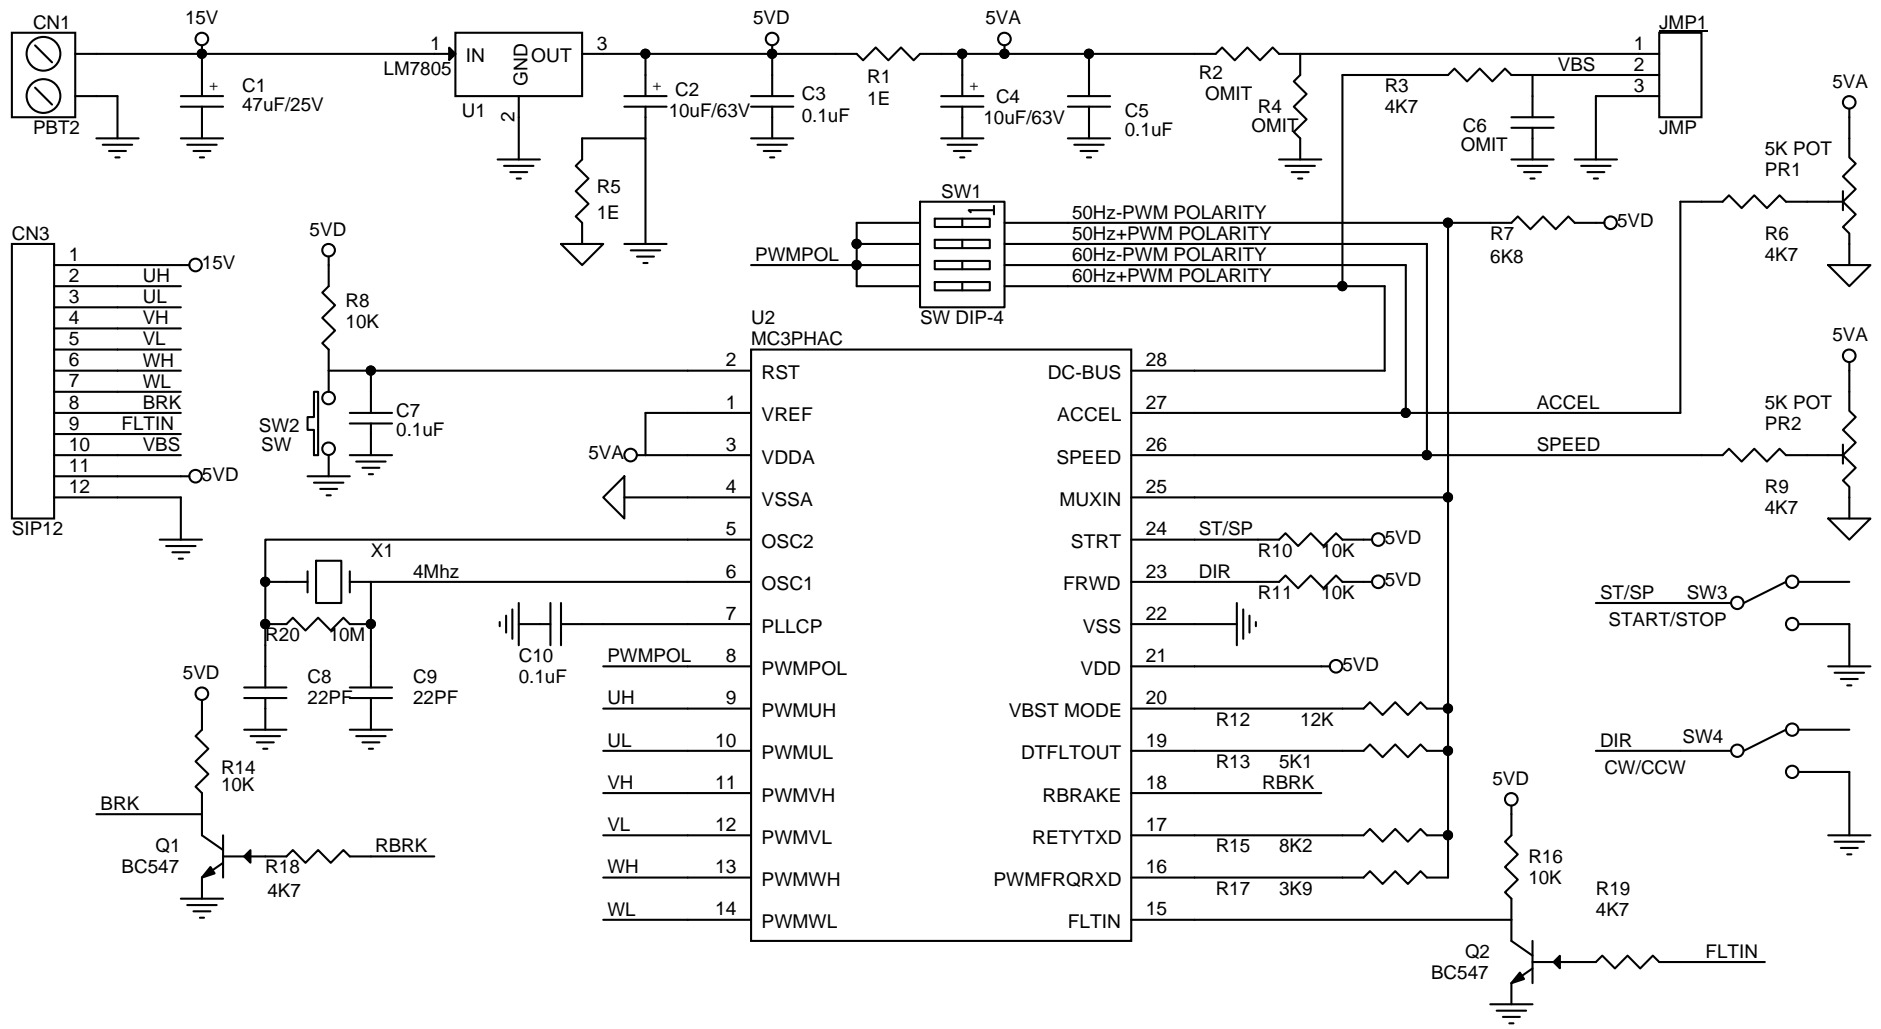 CN1
PBT2
15V
C1
47uF/25V
+
1
LM7805
IN
GND
OUT
U1
2
3
C2
10uF/63V
+
5VD
C3
0.1uF
R1
1E
5VA
C4
10uF/63V
+
C5
0.1uF
R2
OMIT
R4
OMIT
R3
4K7
VBS
C6
OMIT
JMP1
1
2
3
JMP
R5
1E
5VA
5K POT
PR1
R6
4K7
5VA
5K POT
PR2
R9
4K7
SW1
1
SW DIP-4
PWMPOL
50Hz-PWM POLARITY
50Hz+PWM POLARITY
60Hz-PWM POLARITY
60Hz+PWM POLARITY
R7
6K8
5VD
CN3
1 15V
2 UH
3 UL
4 VH
5 VL
6 WH
7 WL
8 BRK
9 FLTIN
10 VBS
11 5VD
12
SIP12
5VD
R8
10K
SW2
SW
C7
0.1uF
5VA
X1
4Mhz
R20 10M
C8
22PF
C9
22PF
C10
0.1uF
U2
MC3PHAC
2 RST
1 VREF
3 VDDA
4 VSSA
5 OSC2
6 OSC1
7 PLLCP
PWMPOL 8 PWMPOL
UH 9 PWMUH
UL 10 PWMUL
VH 11 PWMVH
VL 12 PWMVL
WH 13 PWMWH
WL 14 PWMWL
DC-BUS 28
ACCEL 27 ACCEL
SPEED 26 SPEED
MUXIN 25
STRT 24 ST/SP R10 10K 5VD
FRWD 23 DIR R11 10K 5VD
VSS 22
VDD 21 5VD
VBST MODE 20 R12 12K
DTFLTOUT 19 R13 5K1
RBRAKE 18 RBRK
RETYTXD 17 R15 8K2
PWMFRQRXD 16 R17 3K9
FLTIN 15
5VD
R14
10K
BRK
Q1
BC547
R18
4K7
RBRK
ST/SP SW3
START/STOP
DIR SW4
CW/CCW
5VD
R16
10K
R19
4K7
Q2
BC547
FLTIN